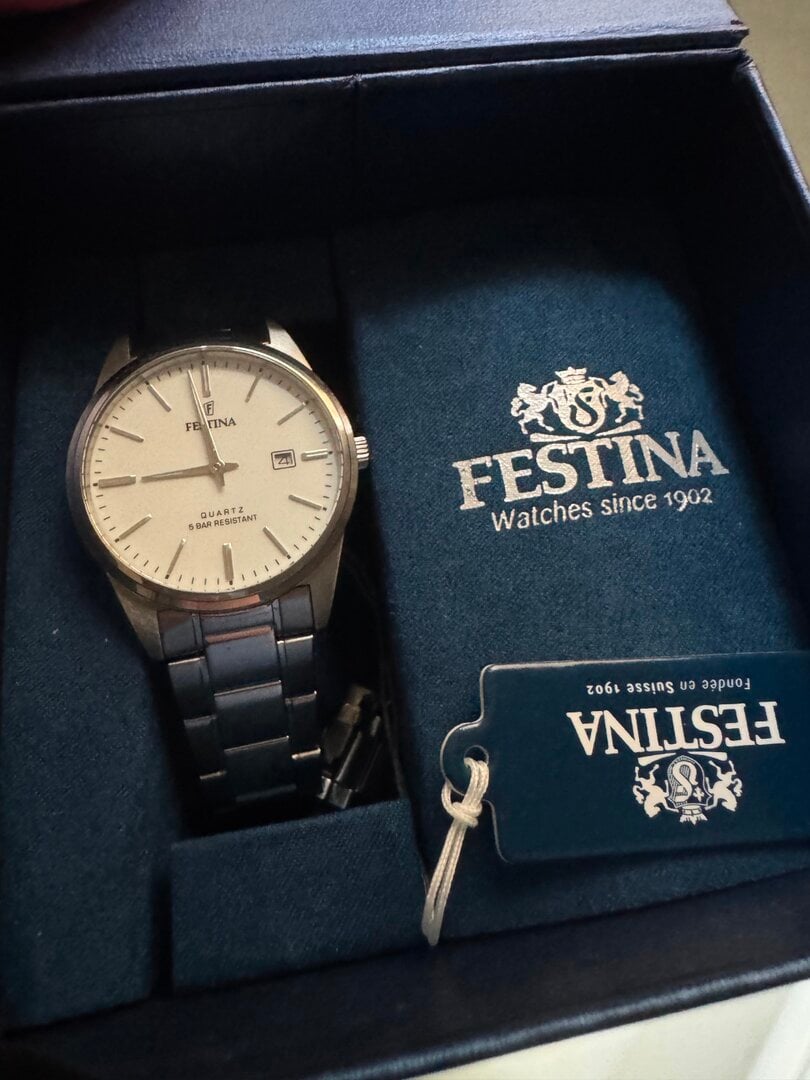 FESTINA
QUARTZ
5 BAR RESISTANT
FESTINA
Watches since 1902
Fondée en Suisse 1902
FESTINA